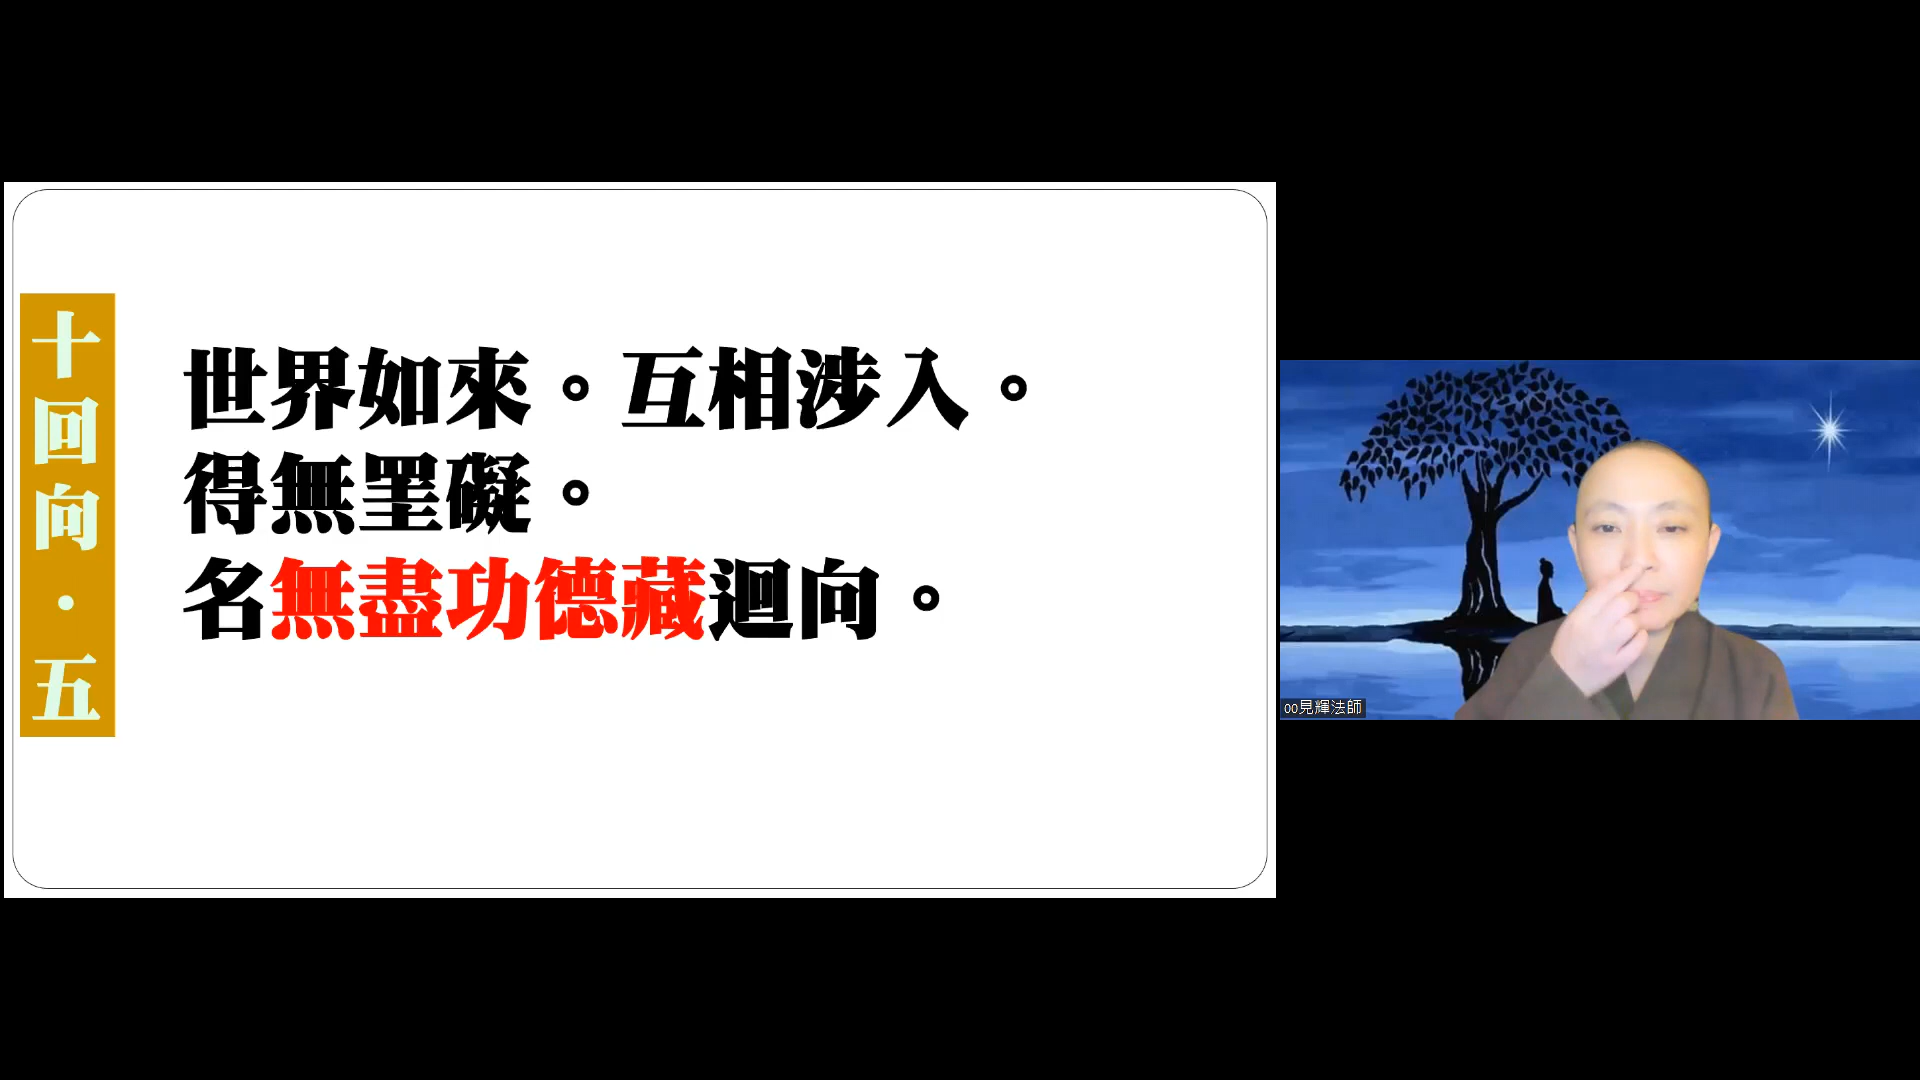 十回向・五
世界如來。互相涉入。
得無罣礙。
名無盡功德藏迴向。
oo見輝法師